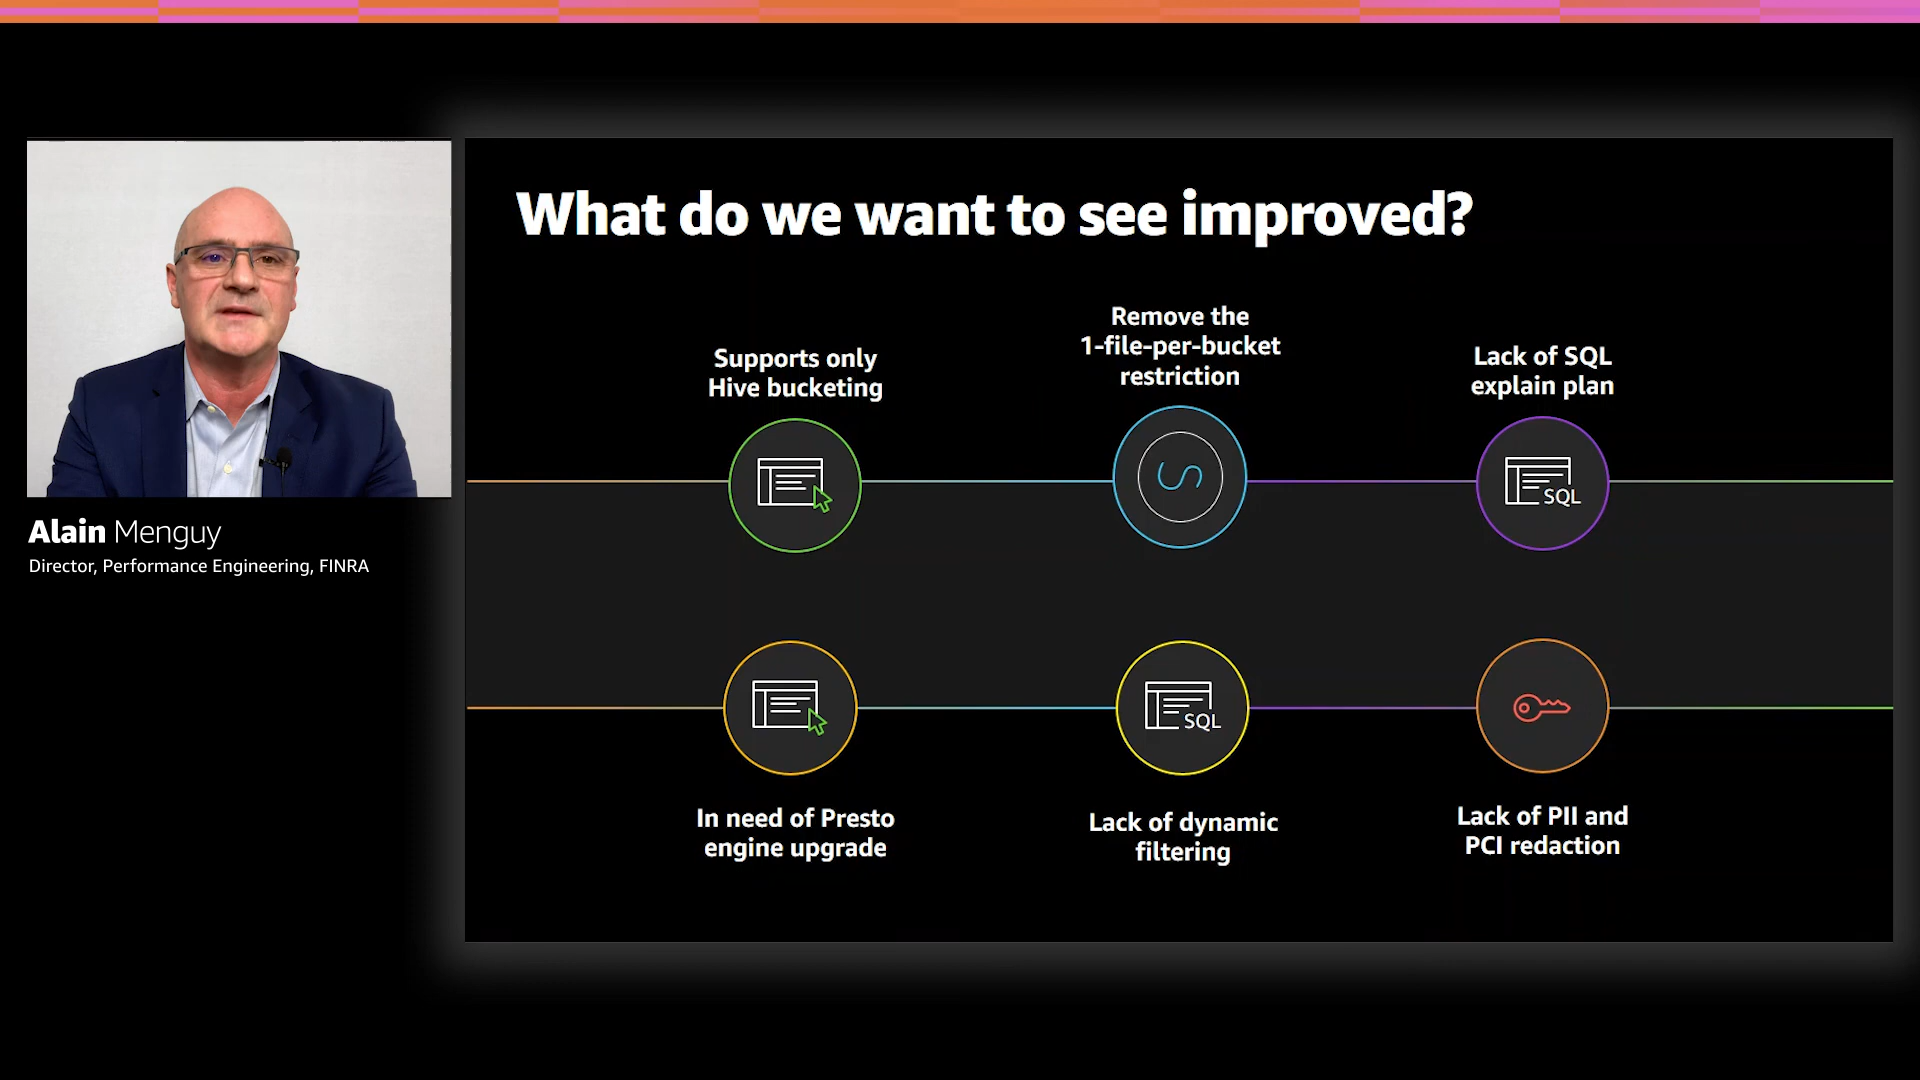 What do we want to see improved?
Supports only
Hive bucketing
Remove the
1-file-per-bucket
restriction
Lack of SQL
explain plan
SQL
Alain Menguy
Director, Performance Engineering, FINRA
SQL
In need of Presto
engine upgrade
Lack of dynamic
filtering
Lack of PII and
PCI redaction